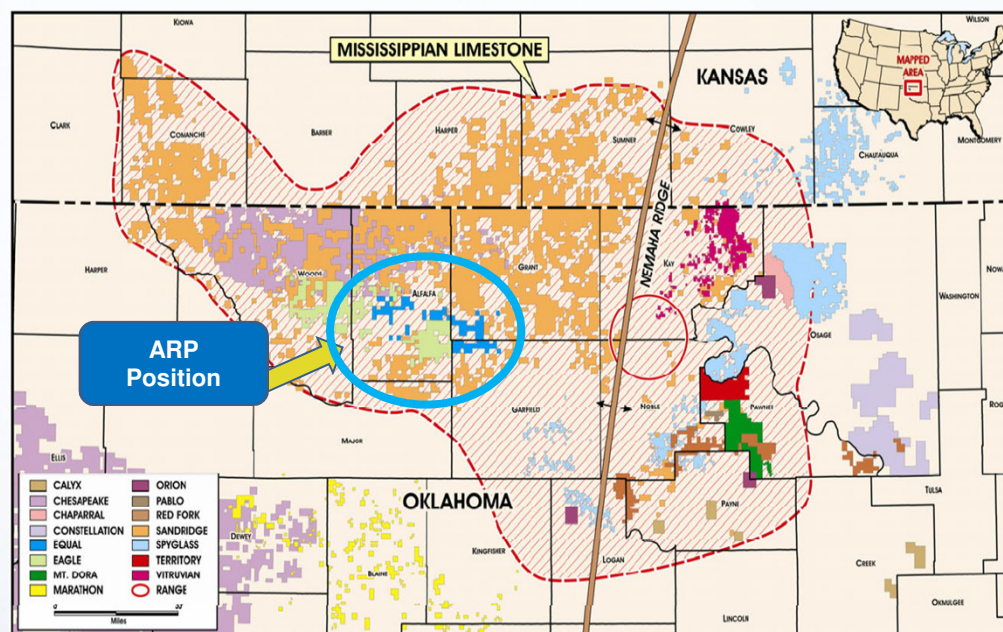 KIOWA
WILSON
MISSISSIPPIAN LIMESTONE
KANSAS
MAPPED
AREA
CLARK
COMANCHE
BARBER
HARPER
SUMNER
COWLEY
CHAUTAUQUA
MONTGOMERY
NEMAHA RIDGE
HARPER
WOODS
ALFALFA
GRANT
KAY
OSAGE
WASHINGTON
NOW
ARP
Position
ELLIS
MAJOR
GARFIELD
NOBLE
PAWNEE
ROG
TULSA
OKLAHOMA
DEWEY
BLAINE
KINGFISHER
LOGAN
PAYNE
LINCOLN
CREEK
OKMULGEE
CALYX
CHESAPEAKE
CHAPARRAL
CONSTELLATION
EQUAL
EAGLE
MT. DORA
MARATHON
ORION
PABLO
RED FORK
SANDRIDGE
SPYGLASS
TERRITORY
VITRUVIAN
RANGE
Miles